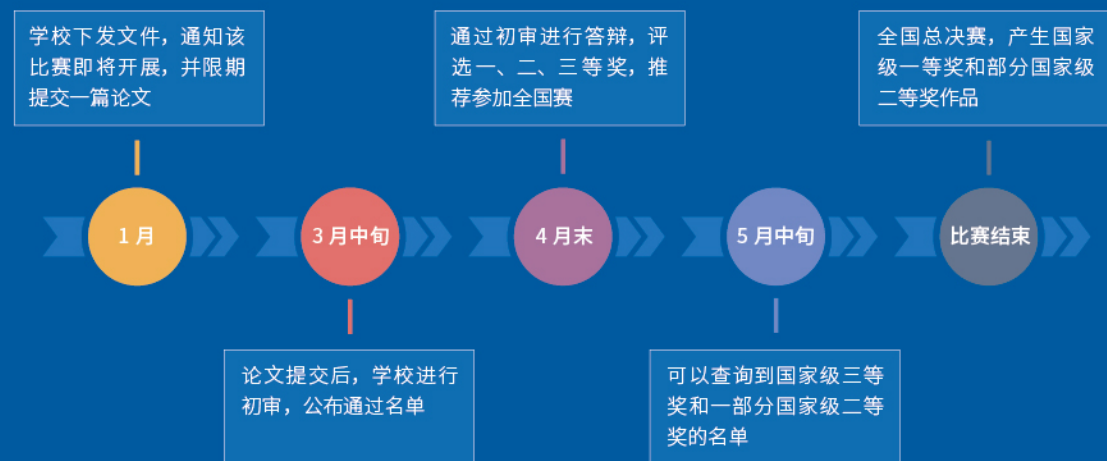 学校下发文件，通知该
比赛即将开展，并限期
提交一篇论文
通过初审进行答辩，评
选一、二、三等奖，推
荐参加全国赛
全国总决赛，产生国家
级一等奖和部分国家级
二等奖作品
1 月
3 月中旬
4 月末
5 月中旬
比赛结束
论文提交后，学校进行
初审，公布通过名单
可以查询到国家级三等
奖和一部分国家级二等
奖的名单